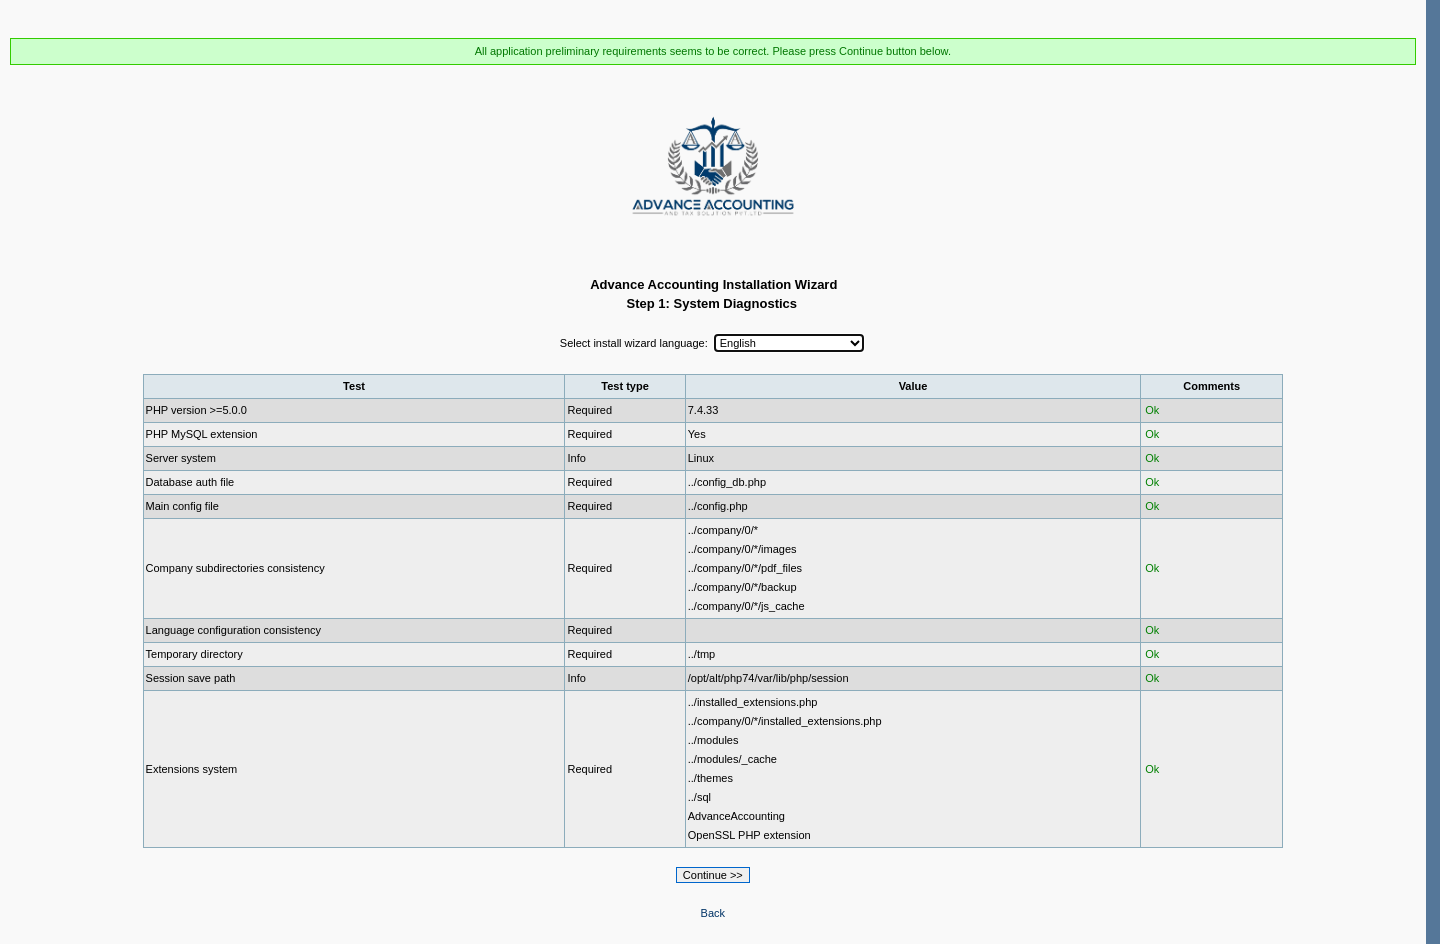 All application preliminary requirements seems to be correct. Please press Continue button below.
ADVANCE ACCOUNTING
AND TAX SOLUTION PVT.LTD
Advance Accounting Installation Wizard
Step 1: System Diagnostics
Select install wizard language: English
Test Test type Value Comments
PHP version >=5.0.0 Required 7.4.33 Ok
PHP MySQL extension Required Yes Ok
Server system Info Linux Ok
Database auth file Required ../config_db.php Ok
Main config file Required ../config.php Ok
Company subdirectories consistency Required ../company/0/*
../company/0/*/images
../company/0/*/pdf_files
../company/0/*/backup
../company/0/*/js_cache Ok
Language configuration consistency Required Ok
Temporary directory Required ../tmp Ok
Session save path Info /opt/alt/php74/var/lib/php/session Ok
Extensions system Required ../installed_extensions.php
../company/0/*/installed_extensions.php
../modules
../modules/_cache
../themes
../sql
AdvanceAccounting
OpenSSL PHP extension Ok
Continue >>
Back